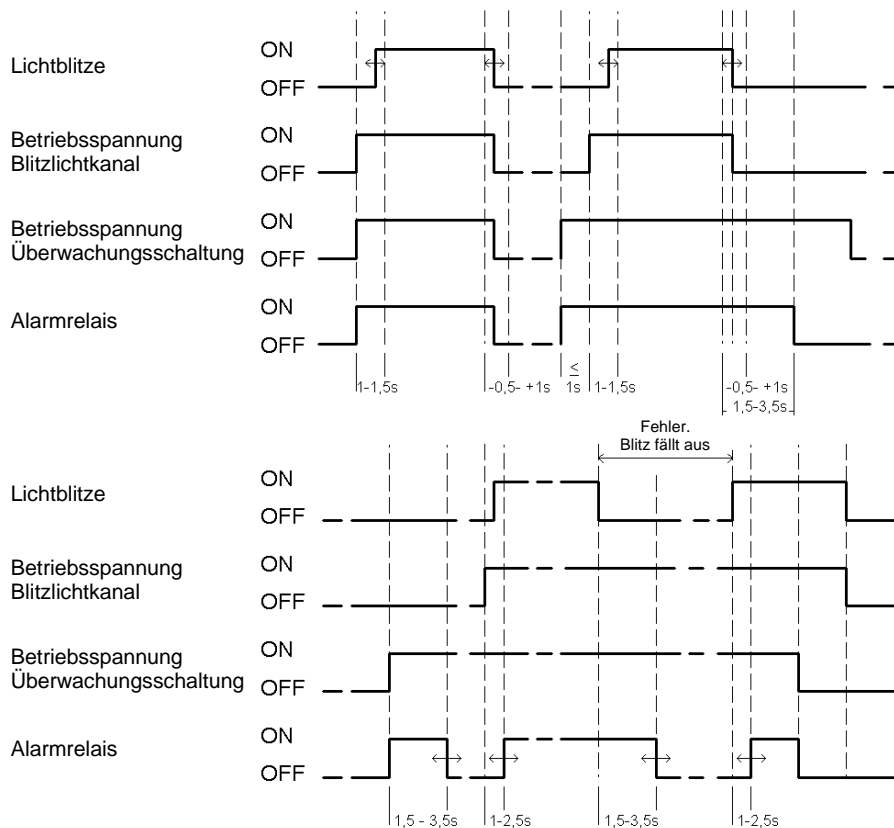 Lichtblitze
ON
OFF
Betriebsspannung
Blitzlichtkanal
ON
OFF
Betriebsspannung
Überwachungsschaltung
ON
OFF
Alarmrelais
ON
OFF
1-1,5s
-0,5- +1s
≤
1s
1-1,5s
-0,5- +1s
1,5-3,5s
Fehler.
Blitz fällt aus
Lichtblitze
ON
OFF
Betriebsspannung
Blitzlichtkanal
ON
OFF
Betriebsspannung
Überwachungsschaltung
ON
OFF
Alarmrelais
ON
OFF
1,5 - 3,5s
1-2,5s
1,5-3,5s
1-2,5s